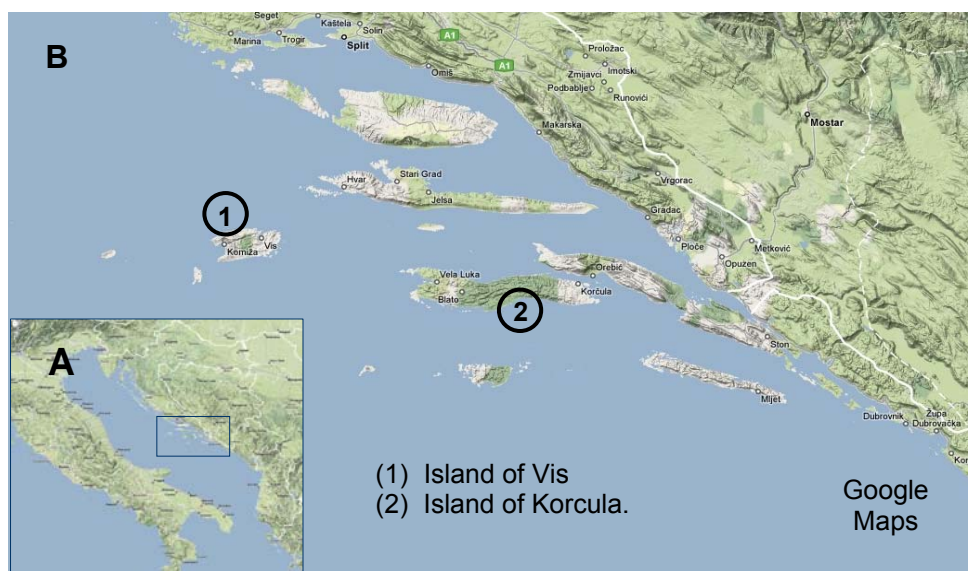 Seget
Kaštela
Solin
Marina
Trogir
Split
A1
B
Omiš
A1
Proložac
Imotski
Zmijavci
Podbablje
Runovići
Mostar
Makarska
Vrgorac
Hvar
Stari Grad
Jelsa
Gradac
1
Ploče
Metković
Komiža
Vis
Opuzen
Vela Luka
Orebić
Blato
Korčula
2
Ston
A
Mljet
Dubrovnik
Župa
Dubrovačka
Kon
(1) Island of Vis
(2) Island of Korcula.
Google
Maps